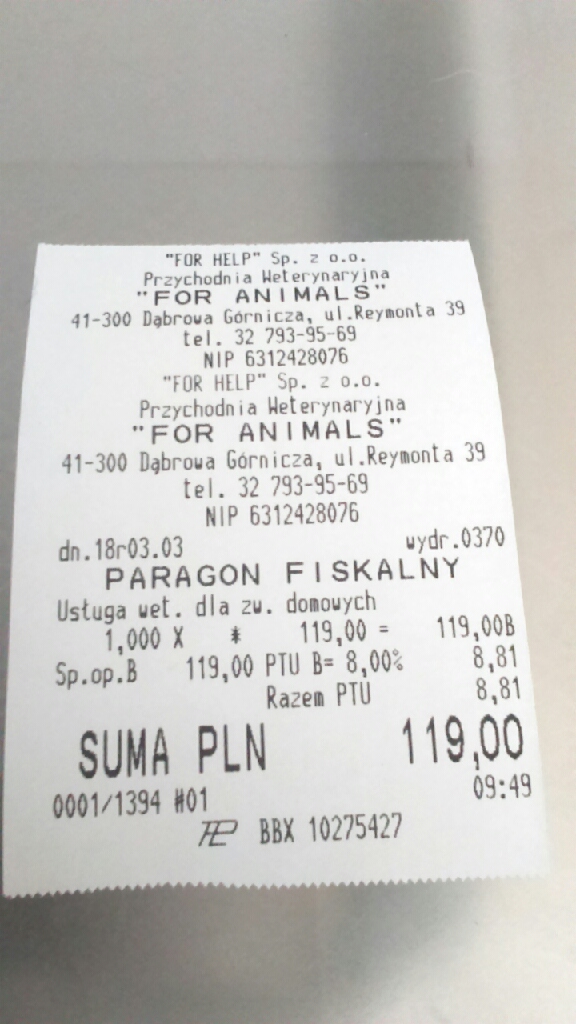 "FOR HELP" Sp. z o.o.
Przychodnia Weterynaryjna
"FOR ANIMALS"
41-300 Dąbrowa Górnicza, ul.Reymonta 39
tel. 32 793-95-69
NIP 6312428076
"FOR HELP" Sp. z o.o.
Przychodnia Weterynaryjna
"FOR ANIMALS"
41-300 Dąbrowa Górnicza, ul.Reymonta 39
tel. 32 793-95-69
NIP 6312428076
dn.18r03.03 wydr.0370
PARAGON FISKALNY
Usługa wet. dla zw. domowych
1,000 X * 119,00 = 119,00B
Sp.op.B 119,00 PTU B= 8,00% 8,81
Razem PTU 8,81
SUMA PLN 119,00
0001/1394 #01 09:49
BBX 10275427